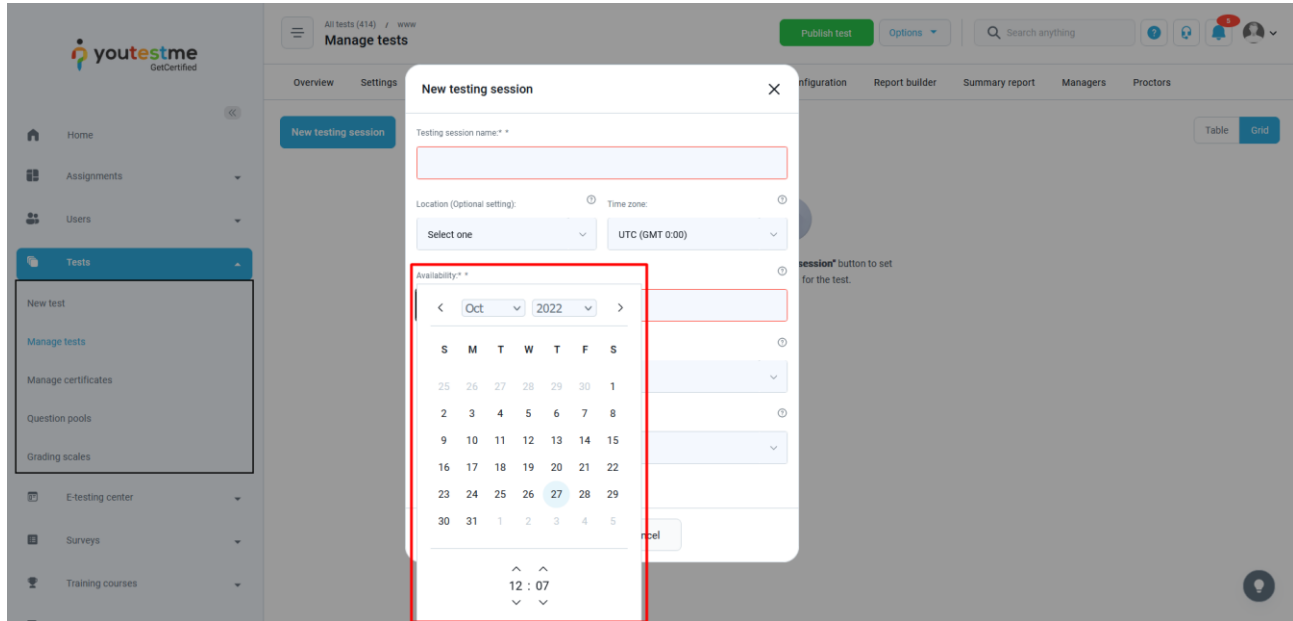 youtestme
GetCertified
All tests (414) / www
Manage tests
Publish test
Options
Search anything
5
Overview
Settings
nfiguration
Report builder
Summary report
Managers
Proctors
Home
Assignments
Users
Tests
New test
Manage tests
Manage certificates
Question pools
Grading scales
E-testing center
Surveys
Training courses
New testing session
Table
Grid
session" button to set
for the test.
New testing session
Testing session name:* *
Location (Optional setting):
Time zone:
Select one
UTC (GMT 0:00)
Availability:* *
Oct 2022
S M T W T F S
25 26 27 28 29 30 1
2 3 4 5 6 7 8
9 10 11 12 13 14 15
16 17 18 19 20 21 22
23 24 25 26 27 28 29
30 31 1 2 3 4 5
12 : 07
ncel